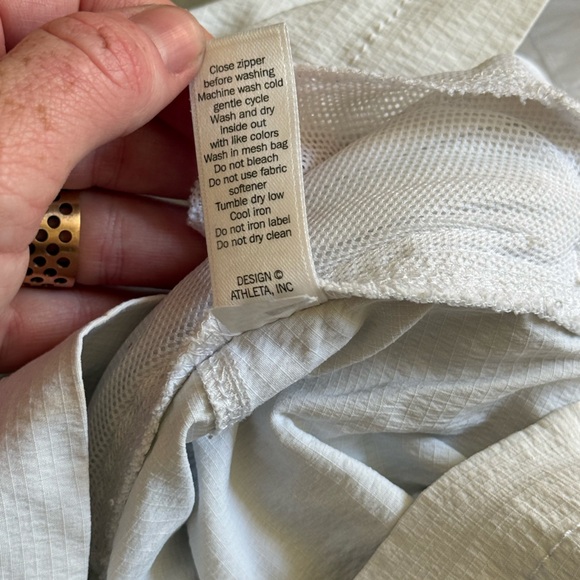 Close zipper
before washing
Machine wash cold
gentle cycle
Wash and dry
Inside out
with like colors
Wash in mesh bag
Do not bleach
Do not use fabric
softener
Tumble dry low
Cool iron
Do not iron label
Do not dry clean
DESIGN ©
ATHLETA, INC